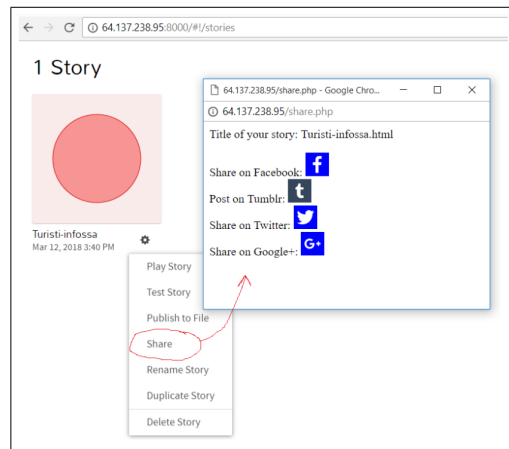 64.137.238.95:8000/#!/stories
1 Story
64.137.238.95/share.php - Google Chro...
64.137.238.95/share.php
Title of your story: Turisti-infossa.html
Share on Facebook: f
Post on Tumblr: t
Share on Twitter:
Share on Google+: G+
Turisti-infossa
Mar 12, 2018 3:40 PM
Play Story
Test Story
Publish to File
Share
Rename Story
Duplicate Story
Delete Story